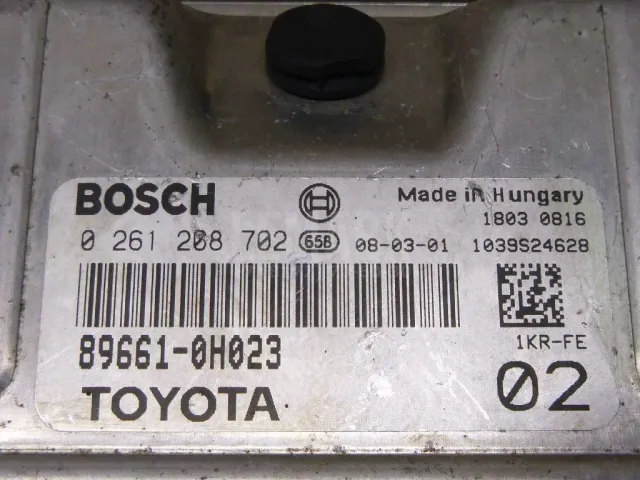 BOSCH Made in Hungary
1803 0816
0 261 208 702 65B 08-03-01 1039S24628
89661-0H023 1KR-FE
TOYOTA 02